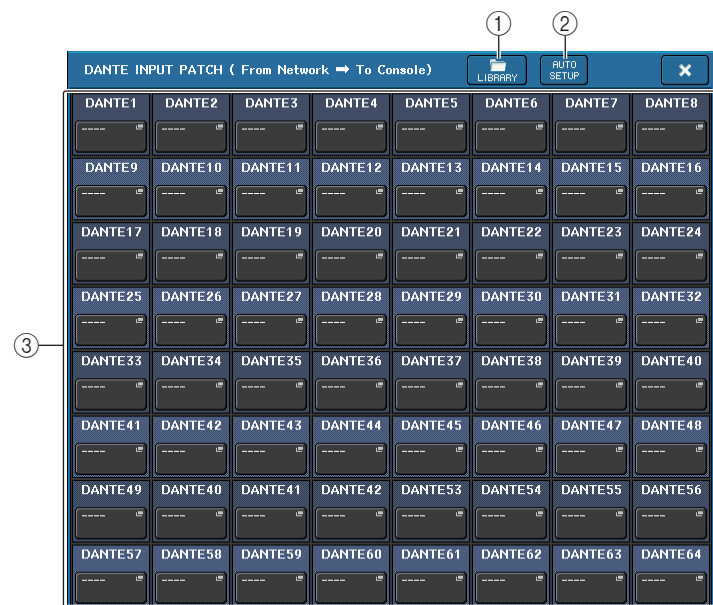 ① ②
DANTE INPUT PATCH ( From Network ➡ To Console) LIBRARY AUTO SETUP ×
DANTE1 DANTE2 DANTE3 DANTE4 DANTE5 DANTE6 DANTE7 DANTE8
---- ---- ---- ---- ---- ---- ---- ----
DANTE9 DANTE10 DANTE11 DANTE12 DANTE13 DANTE14 DANTE15 DANTE16
---- ---- ---- ---- ---- ---- ---- ----
DANTE17 DANTE18 DANTE19 DANTE20 DANTE21 DANTE22 DANTE23 DANTE24
---- ---- ---- ---- ---- ---- ---- ----
DANTE25 DANTE26 DANTE27 DANTE28 DANTE29 DANTE30 DANTE31 DANTE32
---- ---- ---- ---- ---- ---- ---- ----
③
DANTE33 DANTE34 DANTE35 DANTE36 DANTE37 DANTE38 DANTE39 DANTE40
---- ---- ---- ---- ---- ---- ---- ----
DANTE41 DANTE42 DANTE43 DANTE44 DANTE45 DANTE46 DANTE47 DANTE48
---- ---- ---- ---- ---- ---- ---- ----
DANTE49 DANTE40 DANTE41 DANTE42 DANTE53 DANTE54 DANTE55 DANTE56
---- ---- ---- ---- ---- ---- ---- ----
DANTE57 DANTE58 DANTE59 DANTE60 DANTE61 DANTE62 DANTE63 DANTE64
---- ---- ---- ---- ---- ---- ---- ----